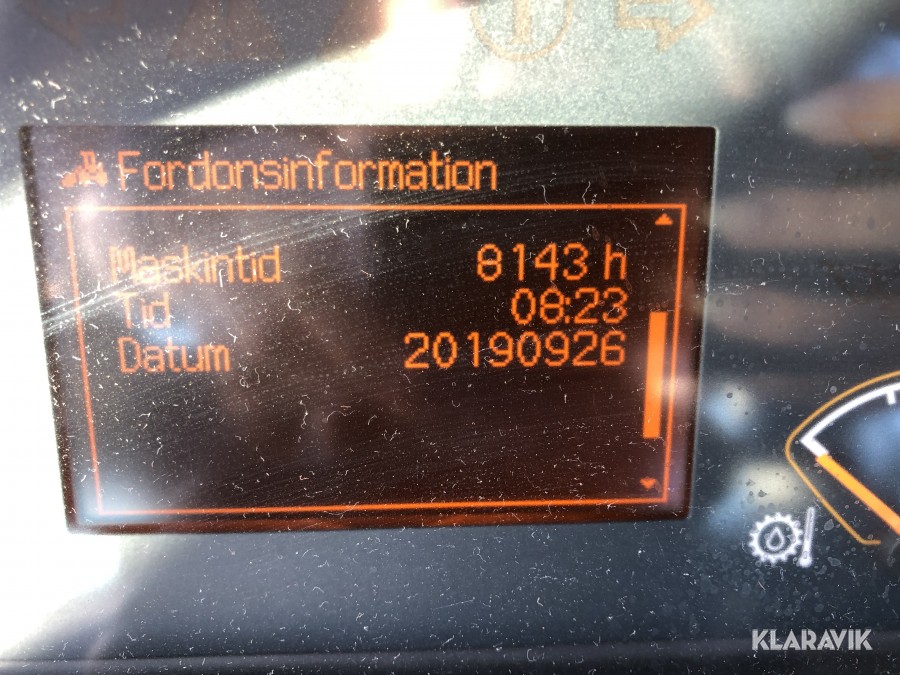 Fordonsinformation
Maskintid 8143 h
Tid 08:23
Datum 20190926
KLARAVIK